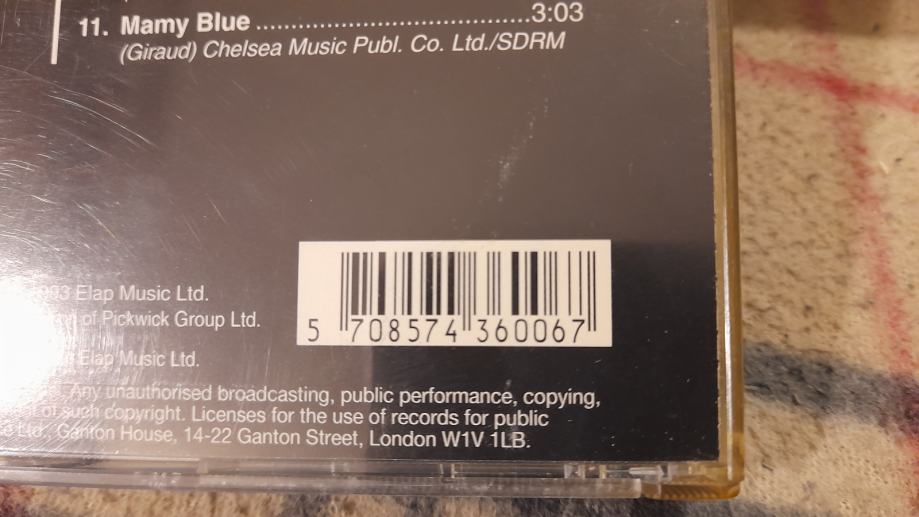 11. Mamy Blue ........................................3:03
(Giraud) Chelsea Music Publ. Co. Ltd./SDRM
Elap Music Ltd.
of Pickwick Group Ltd.
Elap Music Ltd.
5 708574 360067
Any unauthorised broadcasting, public performance, copying,
of such copyright. Licenses for the use of records for public
Ltd., Ganton House, 14-22 Ganton Street, London W1V 1LB.